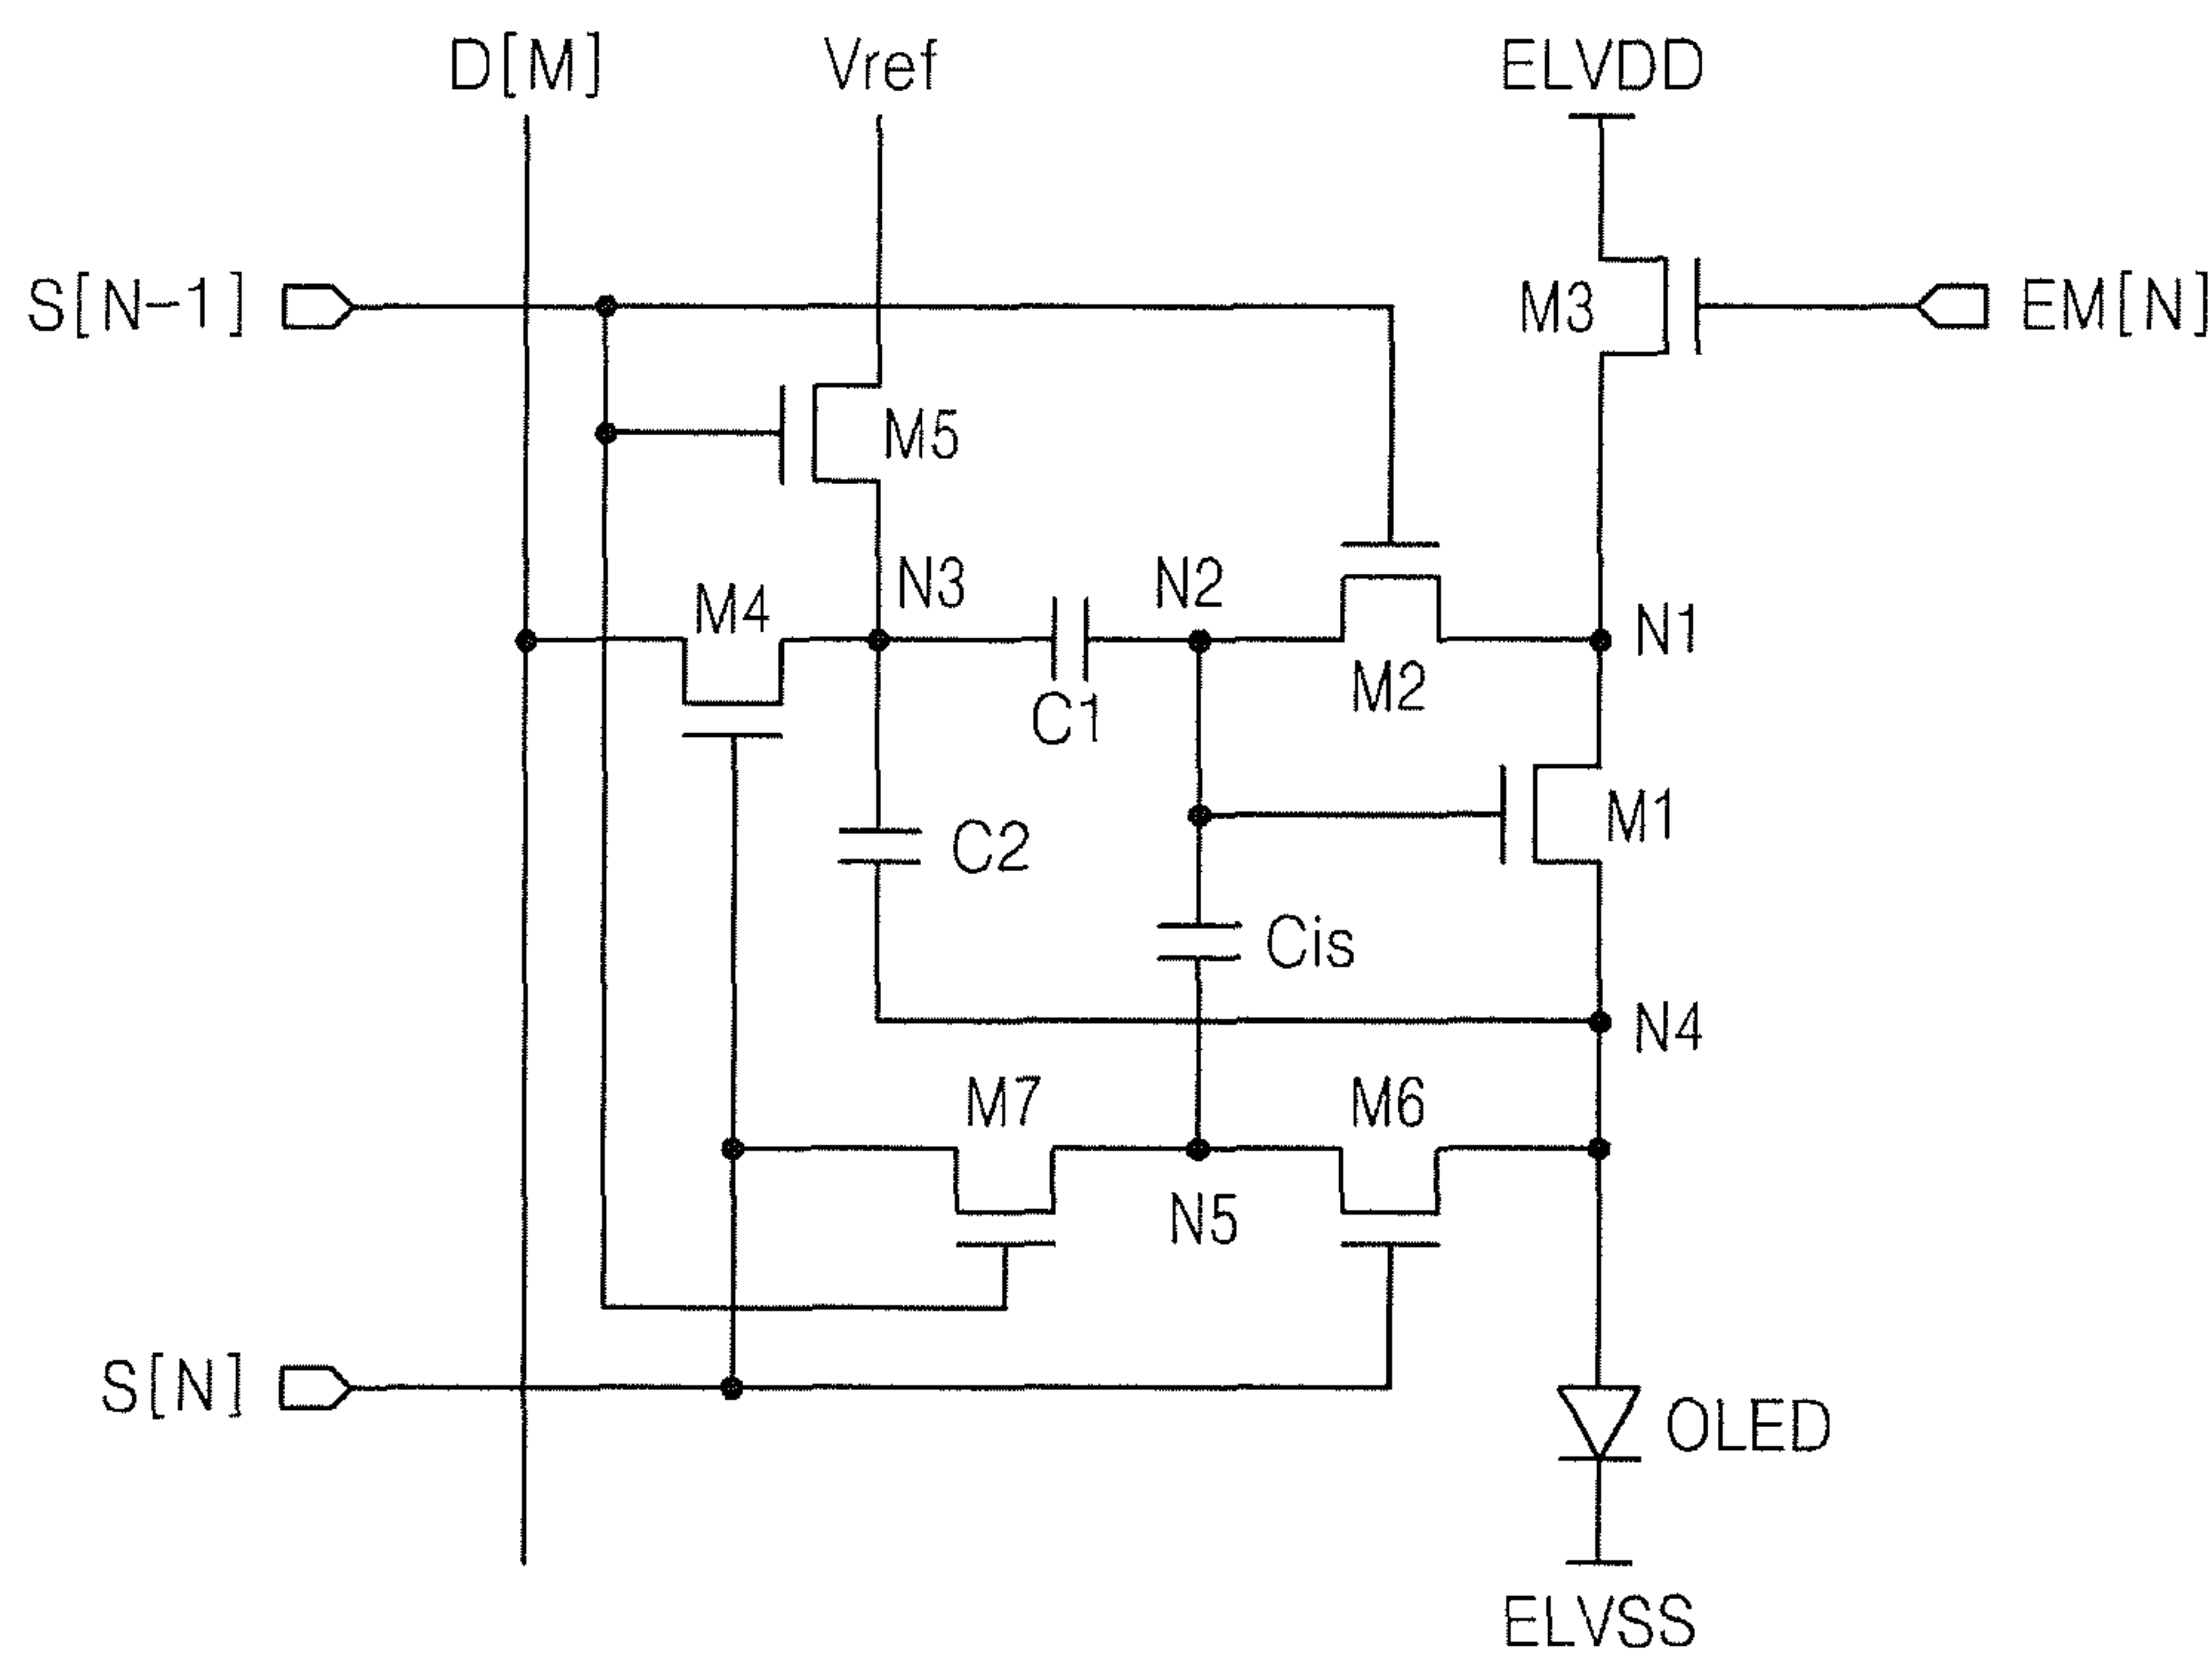 D[M]
Vref
ELVDD
S[N-1]
M3
EM[N]
M5
N3
N2
M4
N1
M2
C1
M1
C2
Cis
N4
M7
M6
N5
S[N]
OLED
ELVSS